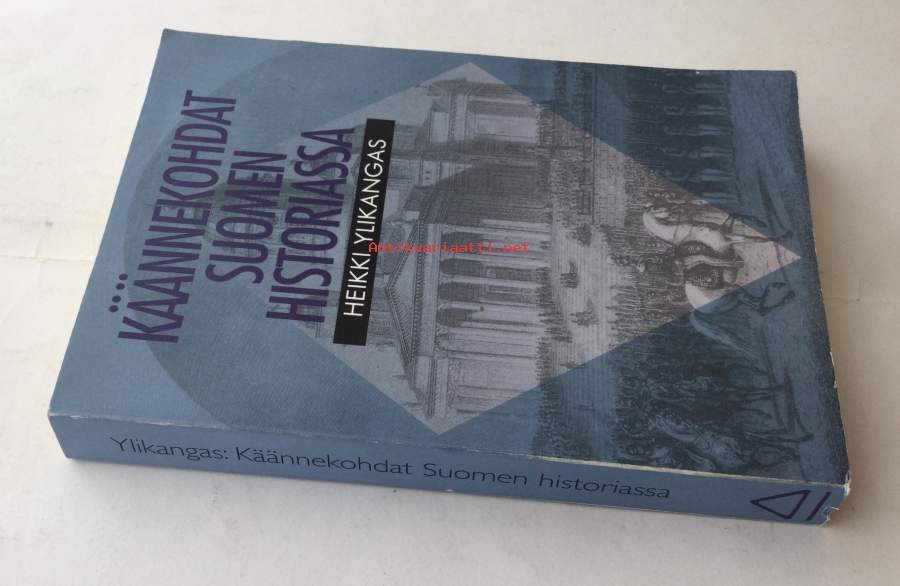 KÄÄNNEKOHDAT
SUOMEN
HISTORIASSA
HEIKKI YLIKANGAS
Antikvariaatti.net
Ylikangas: Käännekohdat Suomen historiassa